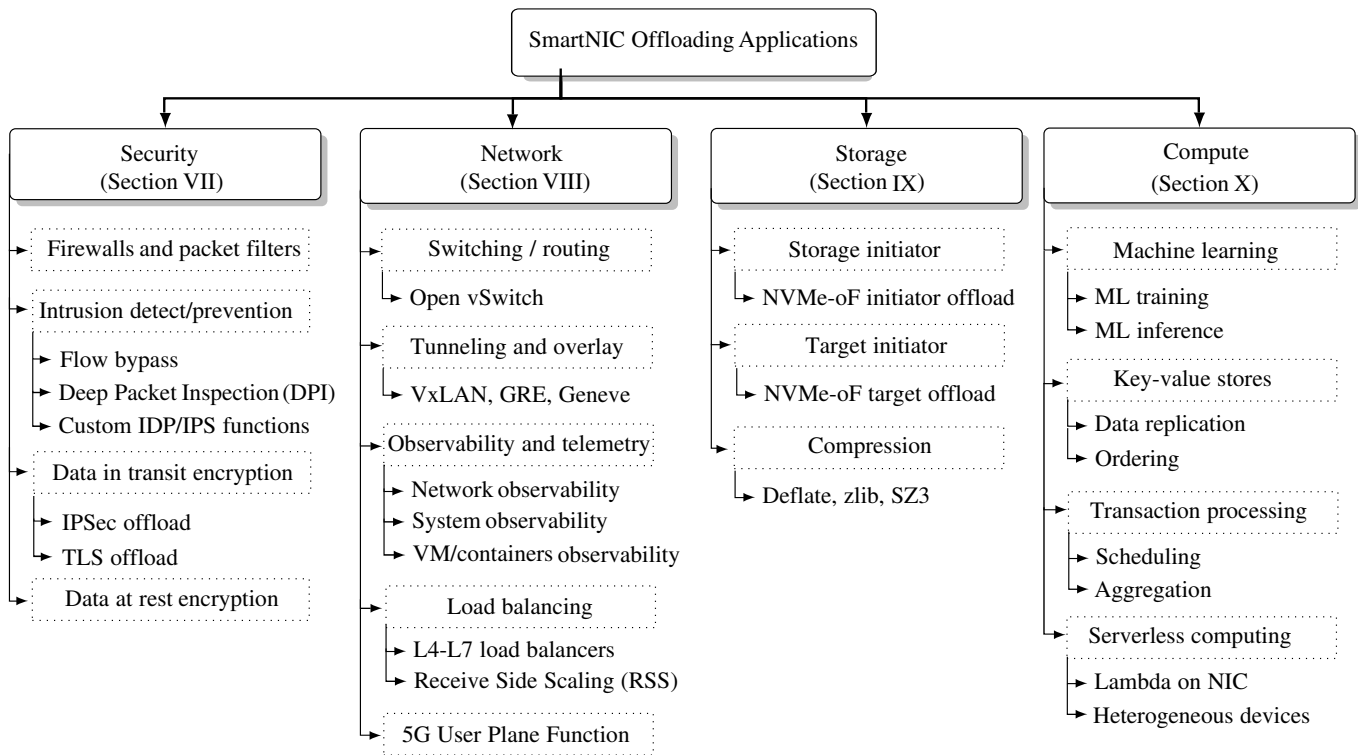 SmartNIC Offloading Applications
Security
(Section VII)
Firewalls and packet filters
Intrusion detect/prevention
Flow bypass
Deep Packet Inspection (DPI)
Custom IDP/IPS functions
Data in transit encryption
IPSec offload
TLS offload
Data at rest encryption
Network
(Section VIII)
Switching / routing
Open vSwitch
Tunneling and overlay
VxLAN, GRE, Geneve
Observability and telemetry
Network observability
System observability
VM/containers observability
Load balancing
L4-L7 load balancers
Receive Side Scaling (RSS)
5G User Plane Function
Storage
(Section IX)
Storage initiator
NVMe-oF initiator offload
Target initiator
NVMe-oF target offload
Compression
Deflate, zlib, SZ3
Compute
(Section X)
Machine learning
ML training
ML inference
Key-value stores
Data replication
Ordering
Transaction processing
Scheduling
Aggregation
Serverless computing
Lambda on NIC
Heterogeneous devices